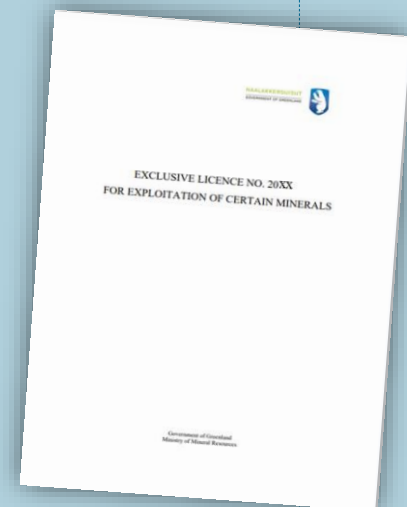 NAALAKKERSUISUT
GOVERNMENT OF GREENLAND
EXCLUSIVE LICENCE NO. 20XX
FOR EXPLOITATION OF CERTAIN MINERALS
Government of Greenland
Ministry of Mineral Resources